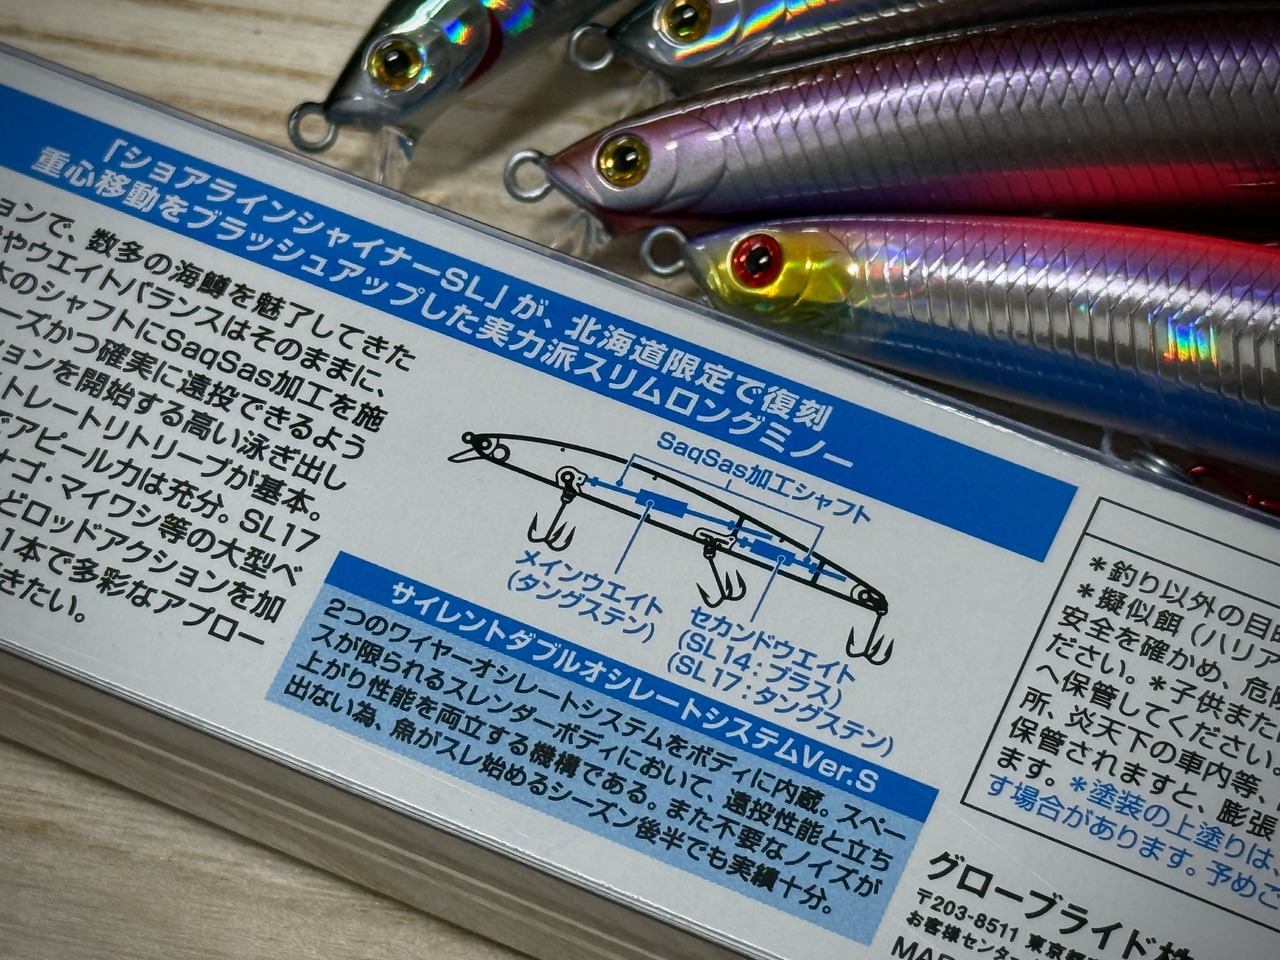 「ショアラインシャイナーSL」が、北海道限定で復刻
重心移動をブラッシュアップした実力派スリムロングミノー
ョンで、数多の海鱒を魅了してきた
やウエイトバランスはそのままに、
本のシャフトにSaqSas加工を施
ーズかつ確実に遠投できるよう
ションを開始する高い泳ぎ出し
トレートリトリーブが基本。
でアピール力は充分。SL17
オゴ・マイワシ等の大型ベ
どロッドアクションを加
1本で多彩なアプロー
きたい。
SaqSas加工シャフト
メインウエイト
(タングステン)
セカンドウエイト
(SL14：ブラス)
(SL17：タングステン)
サイレントダブルオシレートシステムVer.S
2つのワイヤーオシレートシステムをボディに内蔵。スペー
スが限られるスレンダーボディにおいて、遠投性能と立ち
上がり性能を両立する機構である。また不要なノイズが
出ない為、魚がスレ始めるシーズン後半でも実績十分。
＊釣り以外の目的
＊擬似餌（ハリア
安全を確かめ、危険
ださい。＊子供または
へ保管してください。
所、炎天下の車内等、
保管されますと、膨張
ます。＊塗装の上塗りは、
す場合があります。予めご
グローブライド株
〒203-8511 東京都
お客様センター
MAD